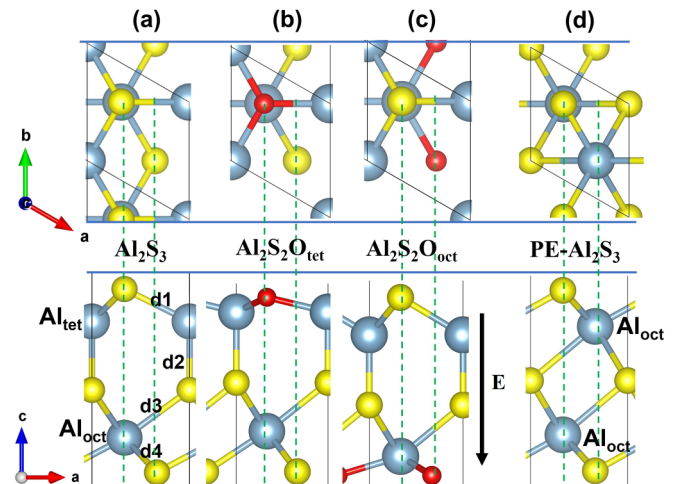 (a) (b) (c) (d)
b
a
Al₂S₃ Al₂S₂Oₜₑₜ Al₂S₂Ooct PE-Al₂S₃
d1
Altet
Aloct
d2
E
d3
Aloct
Aloct
d4
c
a